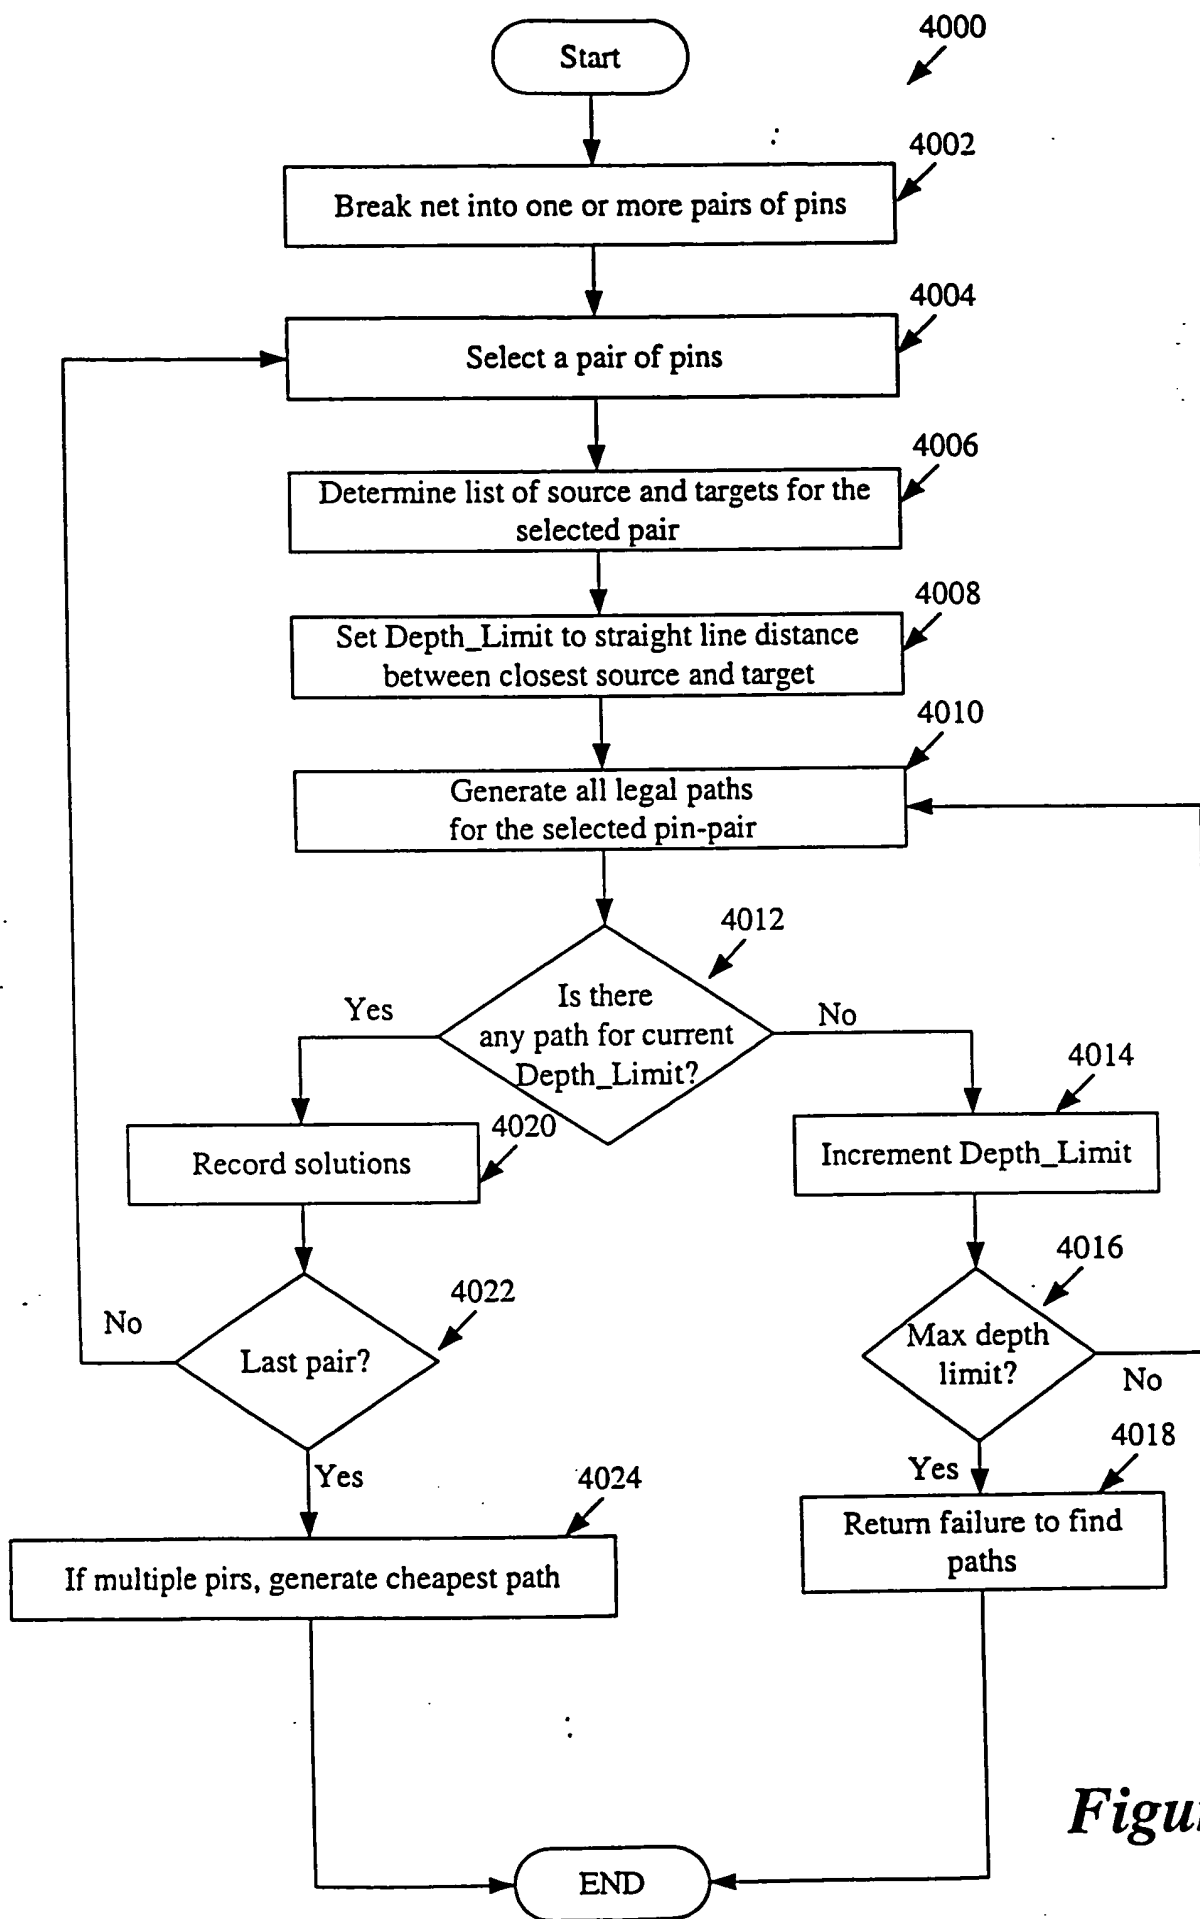 4000
Start
4002
Break net into one or more pairs of pins
4004
Select a pair of pins
4006
Determine list of source and targets for the
selected pair
4008
Set Depth_Limit to straight line distance
between closest source and target
4010
Generate all legal paths
for the selected pin-pair
4012
Is there
any path for current
Depth_Limit?
Yes
No
4014
Increment Depth_Limit
4020
Record solutions
4016
Max depth
limit?
No
4022
Last pair?
No
Yes
4018
Yes
Return failure to find
paths
4024
If multiple pirs, generate cheapest path
END